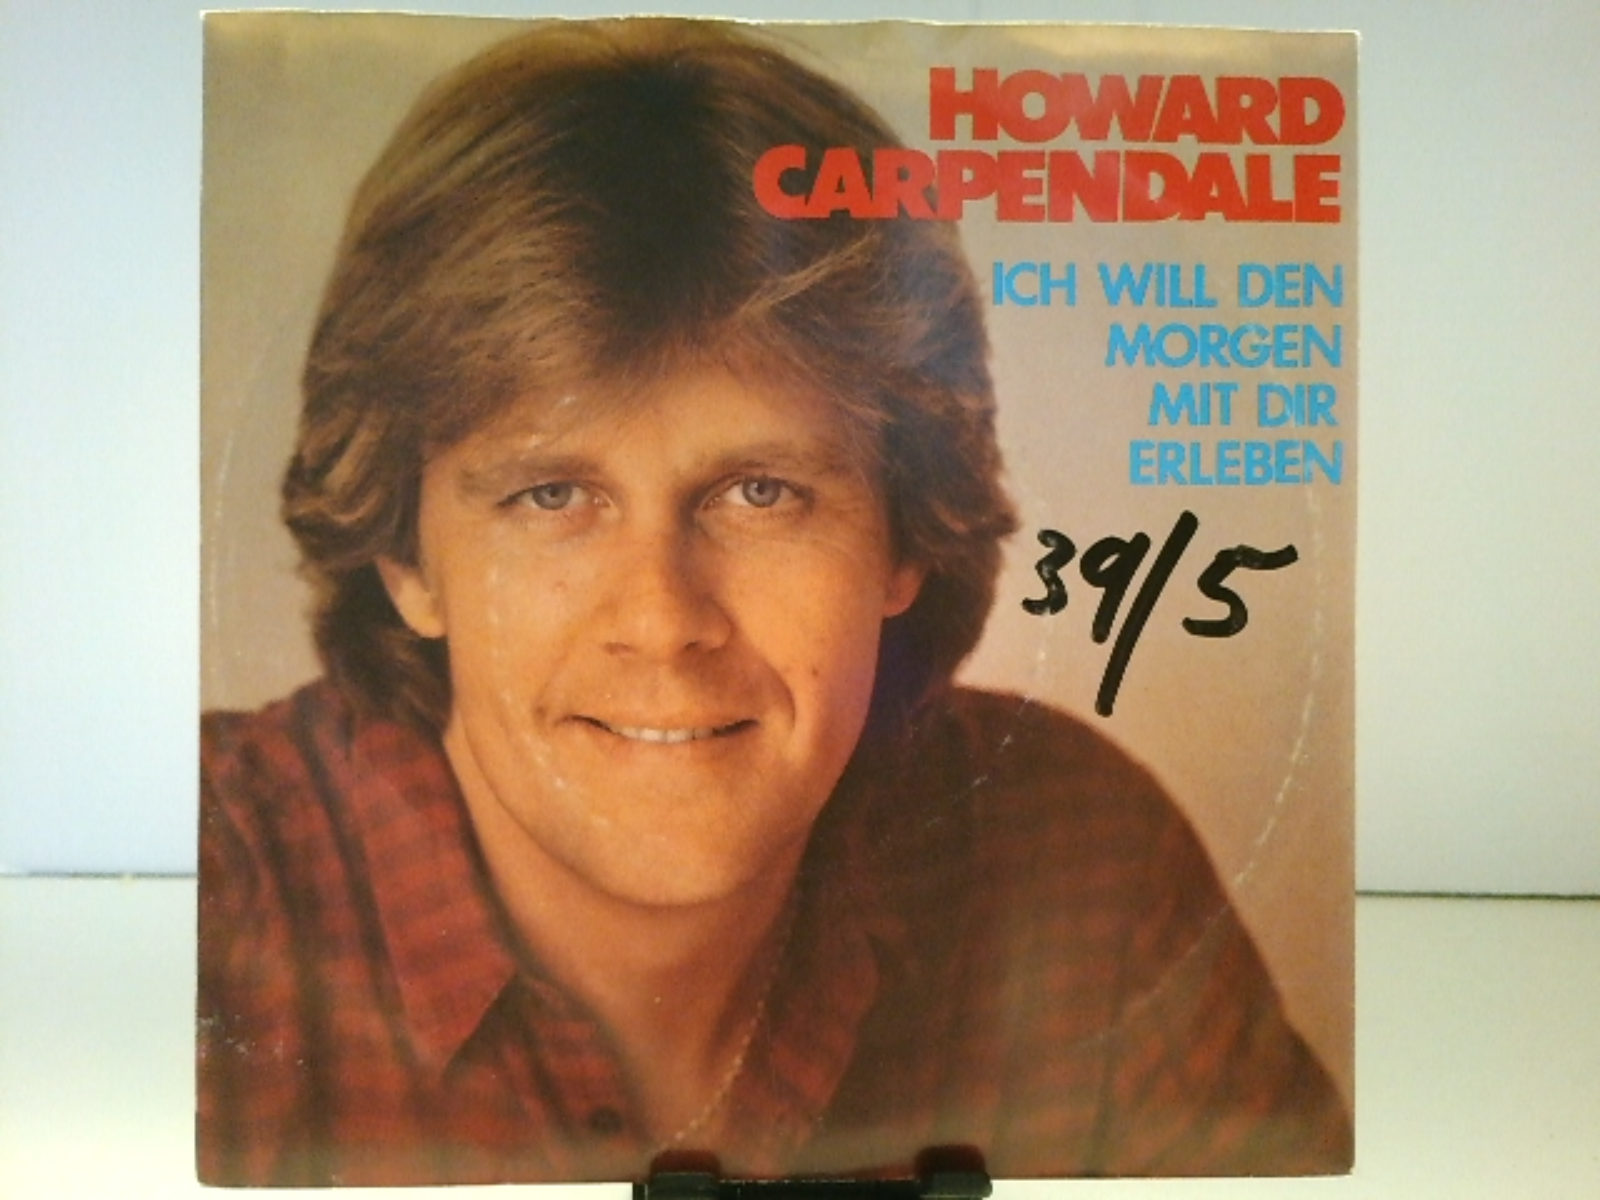 HOWARD
CARPENDALE
ICH WILL DEN
MORGEN
MIT DIR
ERLEBEN
39/5